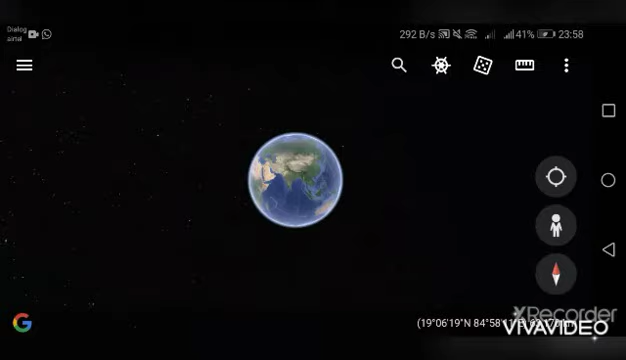 Dialog
airtel
292 B/s 41% 23:58
G
XRecorder
(19°06'19"N 84°58'
VIVAVIDEO